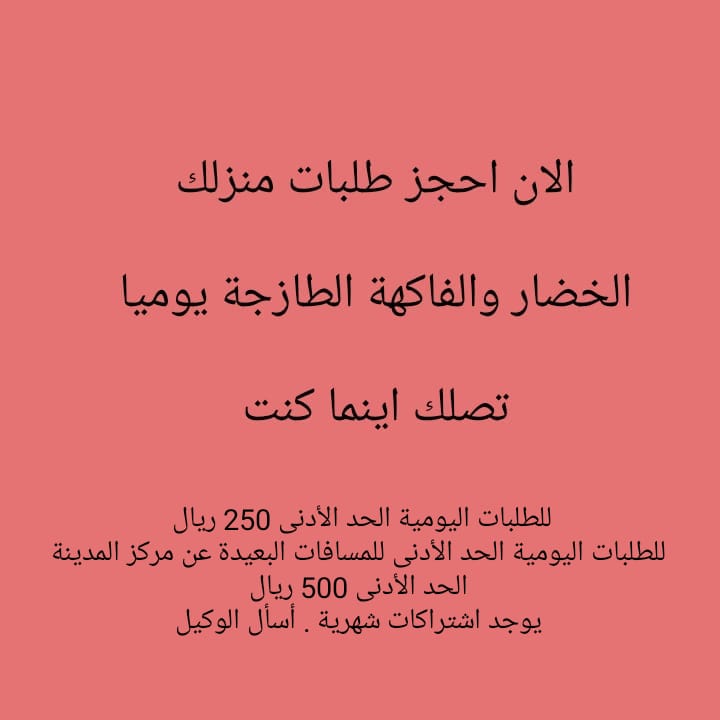 الان احجز طلبات منزلك
الخضار والفاكهة الطازجة يوميا
تصلك اينما كنت
للطلبات اليومية الحد الأدنى 250 ريال
للطلبات اليومية الحد الأدنى للمسافات البعيدة عن مركز المدينة
الحد الأدنى 500 ريال
يوجد اشتراكات شهرية . أسأل الوكيل